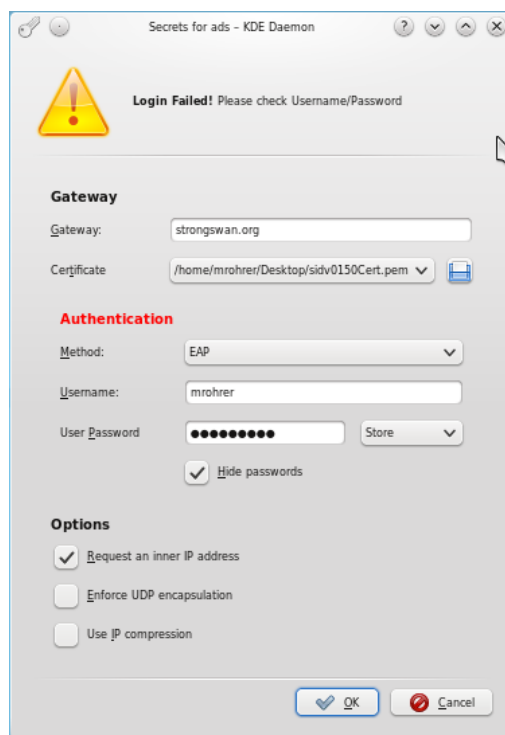 Secrets for ads – KDE Daemon
Login Failed! Please check Username/Password
Gateway
Gateway: strongswan.org
Certificate /home/mrohrer/Desktop/sidv0150Cert.pem
Authentication
Method: EAP
Username: mrohrer
User Password ●●●●●●●●● Store
Hide passwords
Options
Request an inner IP address
Enforce UDP encapsulation
Use IP compression
OK Cancel